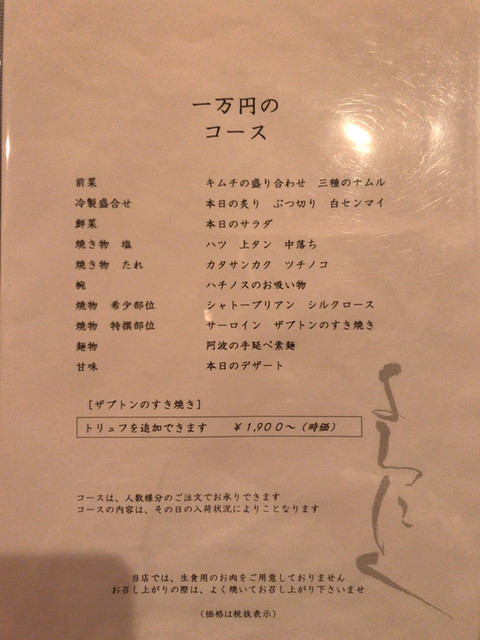 一万円の
コース
前菜 キムチの盛り合わせ 三種のナムル
冷製盛合せ 本日の炙り ぶつ切り 白センマイ
鮮菜 本日のサラダ
焼き物 塩 ハツ 上タン 中落ち
焼き物 たれ カタサンカク ツチノコ
椀 ハチノスのお吸い物
焼物 希少部位 シャトーブリアン シルクロース
焼物 特撰部位 サーロイン ザブトンのすき焼き
麺物 阿波の手延べ素麺
甘味 本日のデザート
[ザブトンのすき焼き]
トリュフを追加できます ¥1,900～(時価)
よろにく
コースは、人数様分のご注文でお承りできます
コースの内容は、その日の入荷状況によりことなります
当店では、生食用のお肉をご用意しておりません
お召し上がりの際は、よく焼いてお召し上がり下さいませ
(価格は税抜表示)